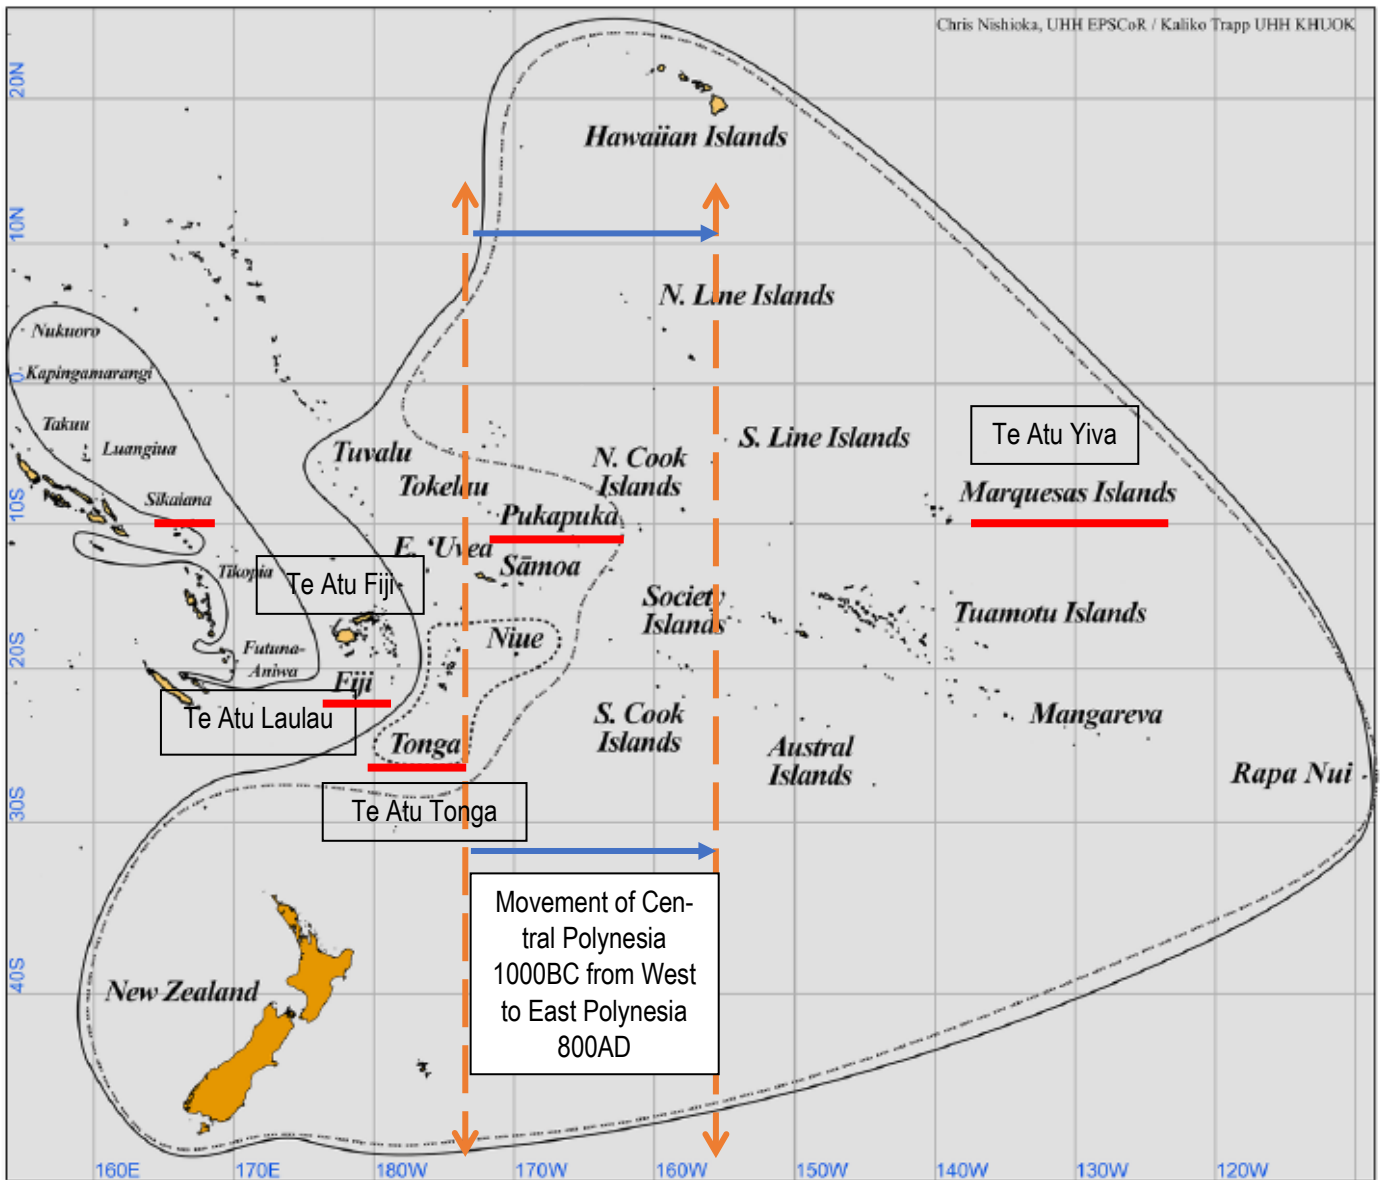 Chris Nishioka, UHH EPSCoR / Kaliko Trapp UHH KHUOK
20N
Hawaiian Islands
10N
N. Line Islands
Nukuoro
0
Kapingamarangi
Takuu
Luangiua
Tuvalu
S. Line Islands
Te Atu Yiva
N. Cook
Islands
Tokelau
Marquesas Islands
Sikaiana
10S
Pukapuka
E. ‘Uvea
Sāmoa
Tikopia
Te Atu Fiji
Society
Islands
Tuamotu Islands
Niue
20S
Futuna-
Aniwa
Fiji
Te Atu Laulau
S. Cook
Islands
Mangareva
Tonga
Austral
Islands
Rapa Nui
30S
Te Atu Tonga
Movement of Cen-
tral Polynesia
1000BC from West
to East Polynesia
800AD
40S
New Zealand
160E
170E
180W
170W
160W
150W
140W
130W
120W